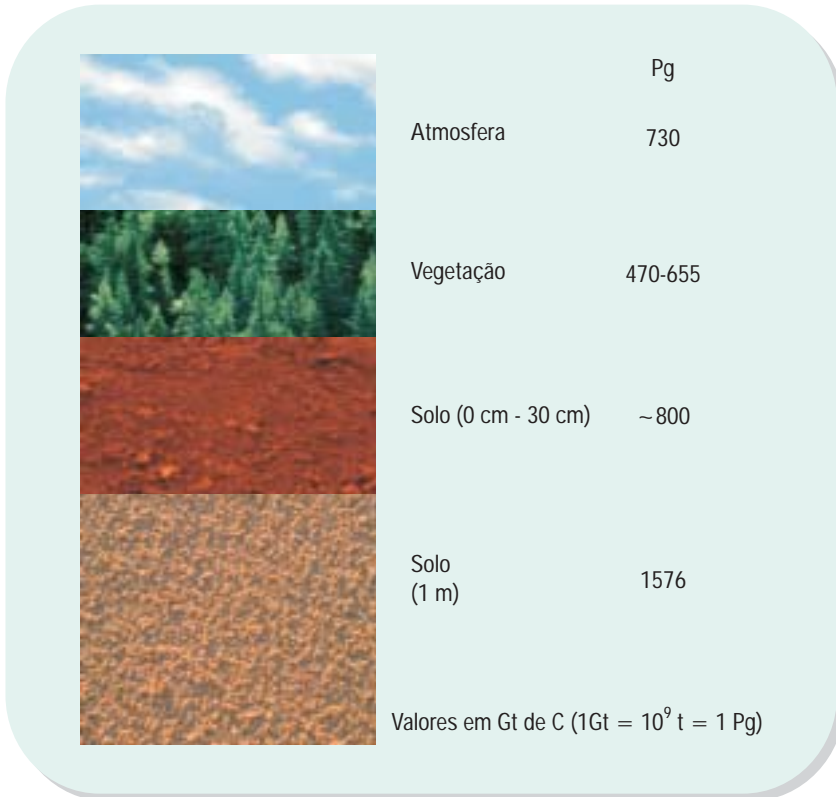 Pg
Atmosfera 730
Vegetação 470-655
Solo (0 cm - 30 cm) ~800
Solo
(1 m) 1576
Valores em Gt de C (1Gt = 10⁹ t = 1 Pg)